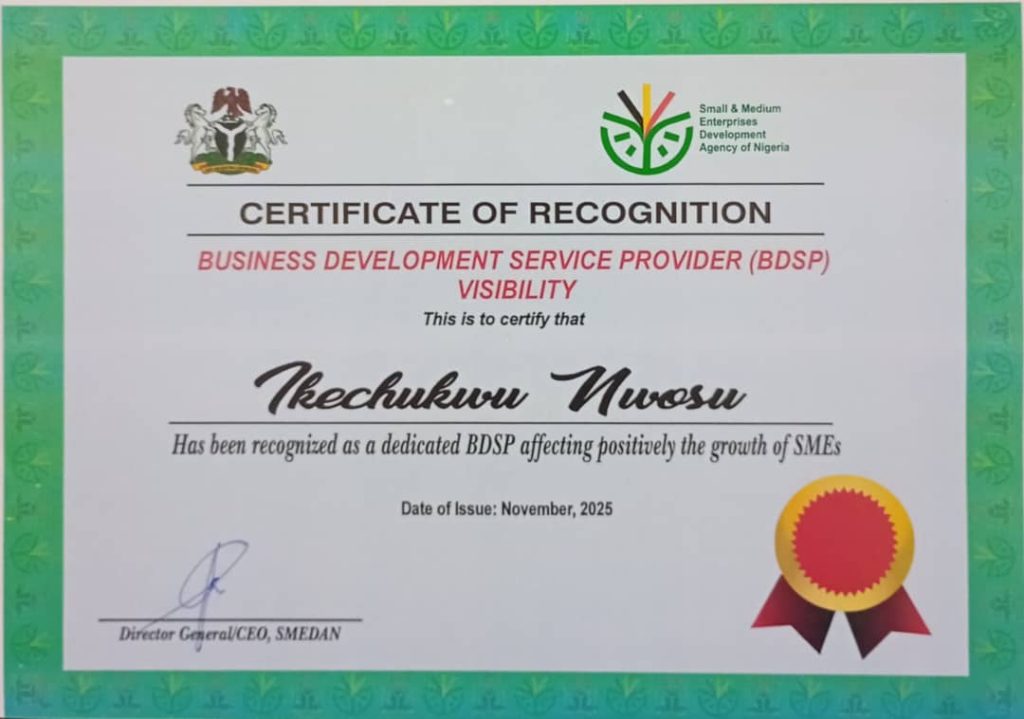 Small & Medium
Enterprises
Development
Agency of Nigeria
CERTIFICATE OF RECOGNITION
BUSINESS DEVELOPMENT SERVICE PROVIDER (BDSP)
VISIBILITY
This is to certify that
Ikechukwu Nwosu
Has been recognized as a dedicated BDSP affecting positively the growth of SMEs
Date of Issue: November, 2025
Director General/CEO, SMEDAN